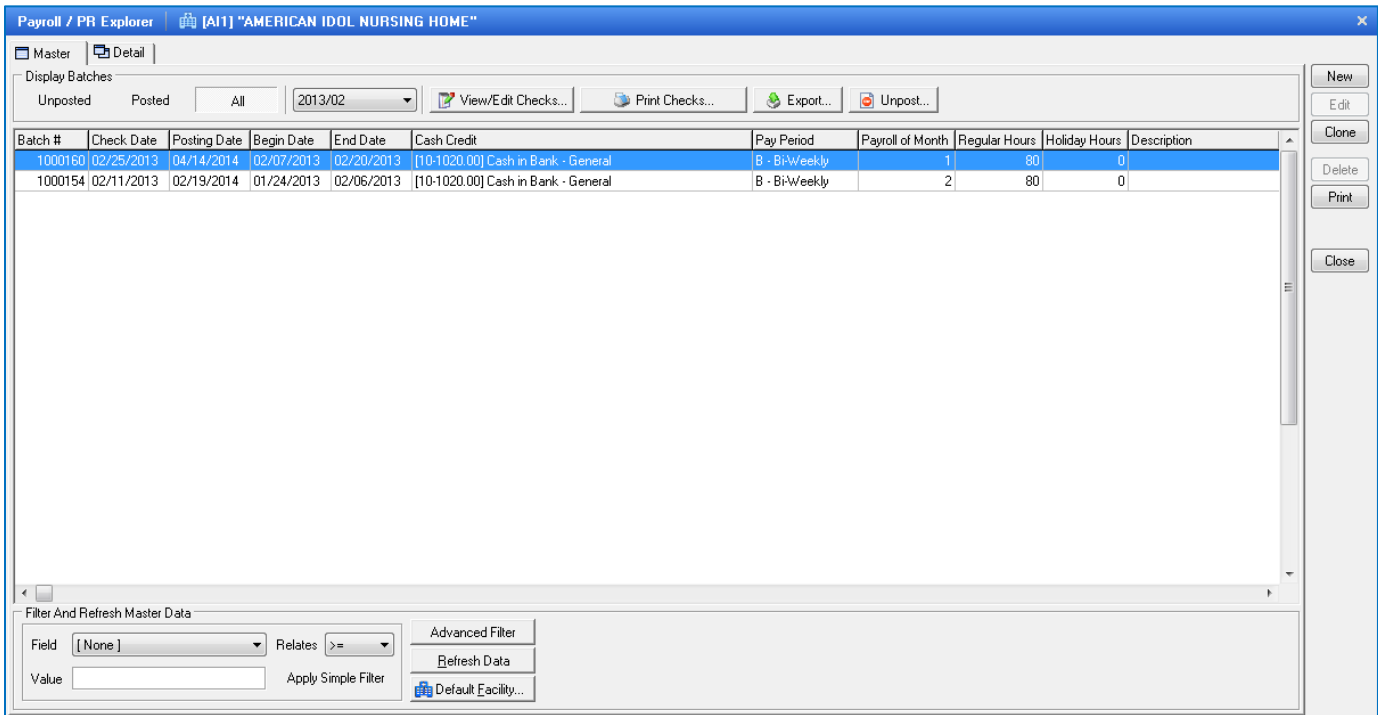 Payroll / PR Explorer [AI1] "AMERICAN IDOL NURSING HOME"
Master Detail
Display Batches
Unposted Posted All 2013/02 View/Edit Checks... Print Checks... Export... Unpost...
New
Edit
Clone
Delete
Print
Close
Batch # Check Date Posting Date Begin Date End Date Cash Credit Pay Period Payroll of Month Regular Hours Holiday Hours Description
1000160 02/25/2013 04/14/2014 02/07/2013 02/20/2013 [10-1020.00] Cash in Bank - General B - Bi-Weekly 1 80 0
1000154 02/11/2013 02/19/2014 01/24/2013 02/06/2013 [10-1020.00] Cash in Bank - General B - Bi-Weekly 2 80 0
Filter And Refresh Master Data
Field [ None ] Relates >=
Value Apply Simple Filter
Advanced Filter
Refresh Data
Default Facility...